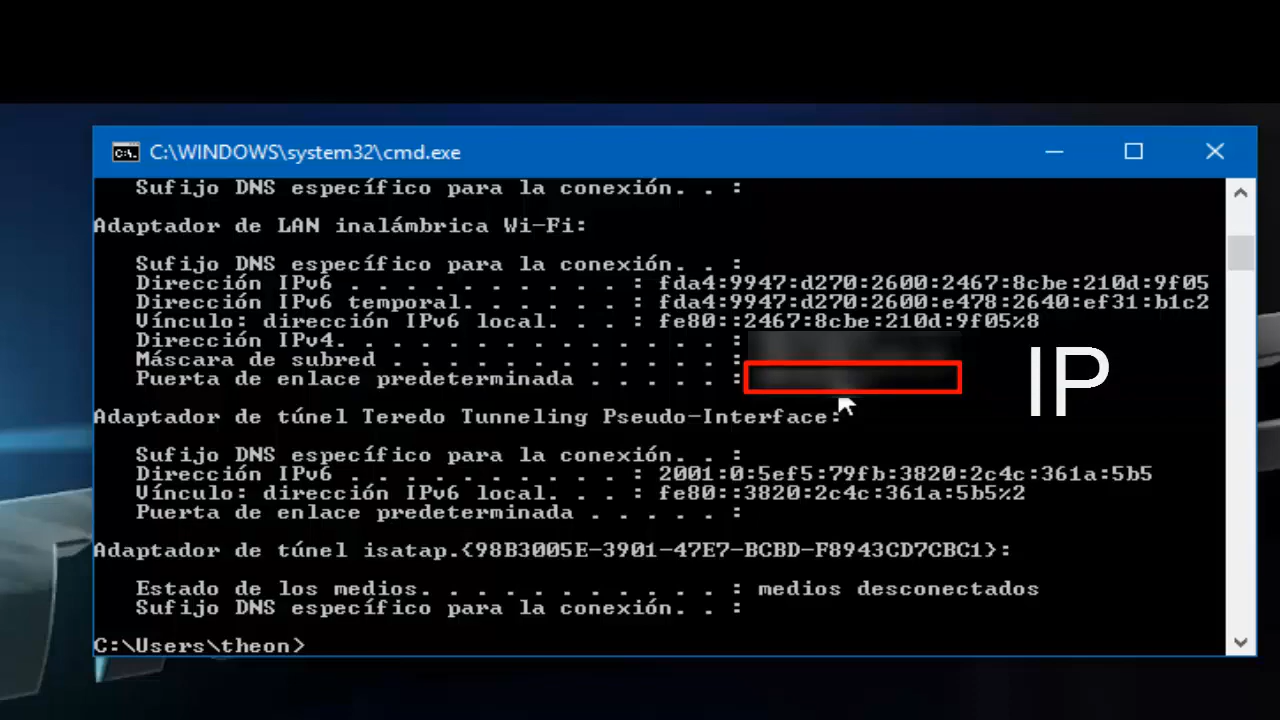 C:\WINDOWS\system32\cmd.exe
Sufijo DNS específico para la conexión. . :
Adaptador de LAN inalámbrica Wi-Fi:
Sufijo DNS específico para la conexión. . :
Dirección IPv6 . . . . . . . . . . : fda4:9947:d270:2600:2467:8cbe:210d:9f05
Dirección IPv6 temporal. . . . . . : fda4:9947:d270:2600:e478:2640:ef31:b1c2
Vínculo: dirección IPv6 local. . . : fe80::2467:8cbe:210d:9f05%8
Dirección IPv4. . . . . . . . . . . . . . :
Máscara de subred . . . . . . . . . . . . :
Puerta de enlace predeterminada . . . . . :
IP
Adaptador de túnel Teredo Tunneling Pseudo-Interface:
Sufijo DNS específico para la conexión. . :
Dirección IPv6 . . . . . . . . . . : 2001:0:5ef5:79fb:3820:2c4c:361a:5b5
Vínculo: dirección IPv6 local. . . : fe80::3820:2c4c:361a:5b5%2
Puerta de enlace predeterminada . . . . . :
Adaptador de túnel isatap.{98B3005E-3901-47E7-BCBD-F8943CD7CBC1}:
Estado de los medios. . . . . . . . . . . : medios desconectados
Sufijo DNS específico para la conexión. . :
C:\Users\theon>